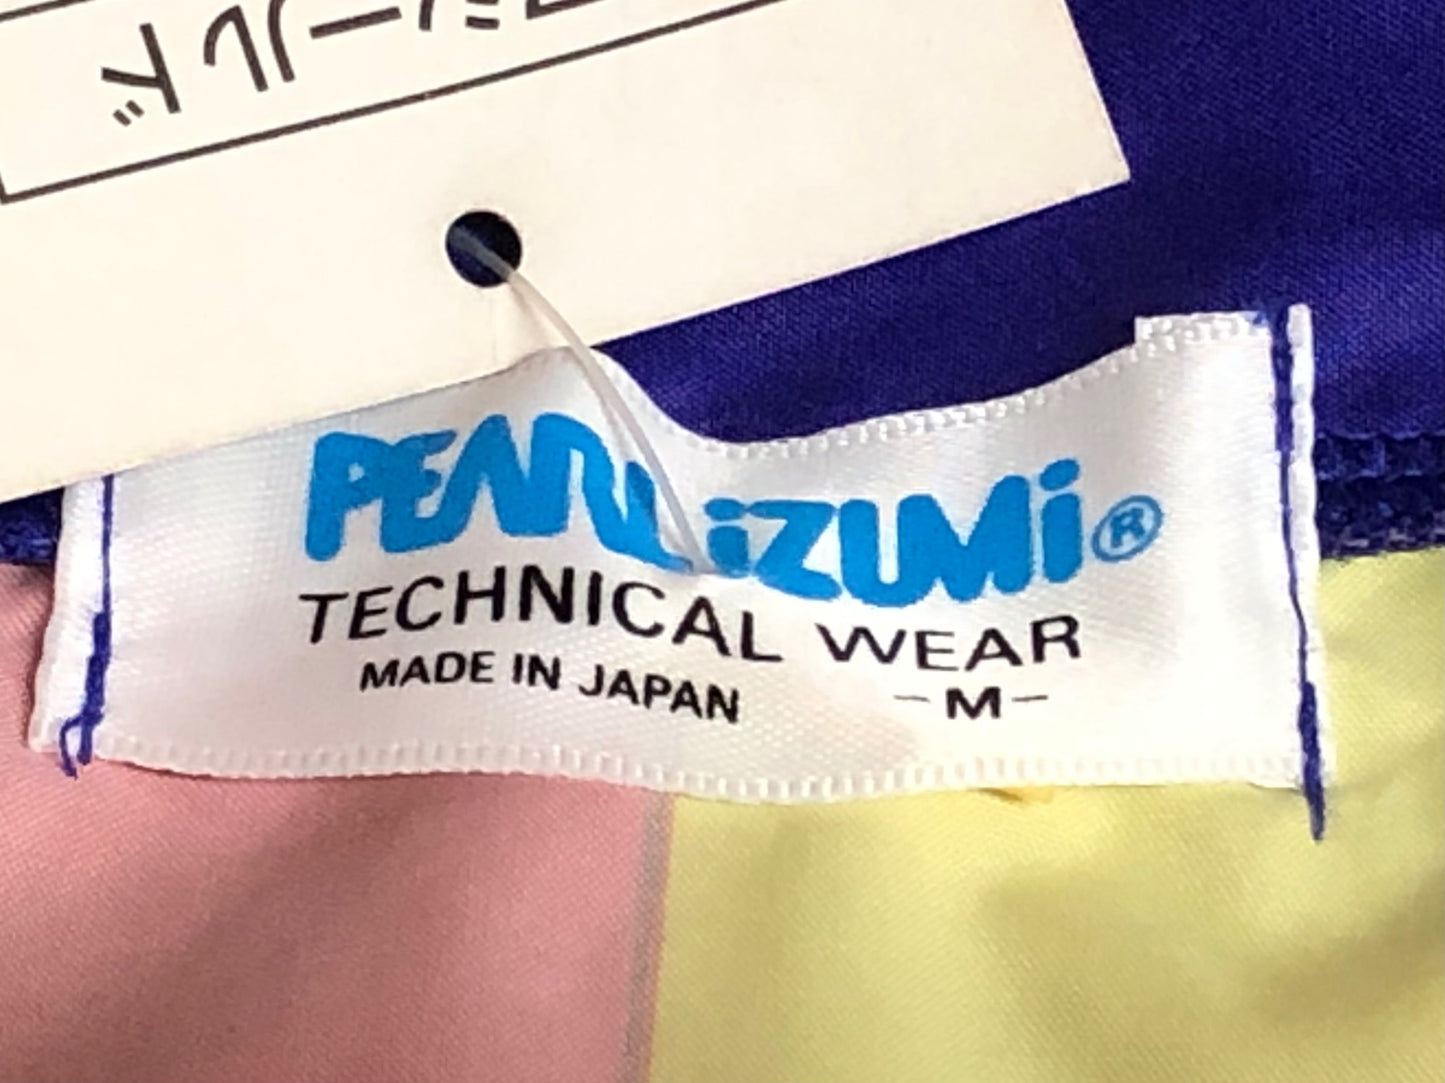 PEARL iZUMi®
TECHNICAL WEAR
MADE IN JAPAN
-M-